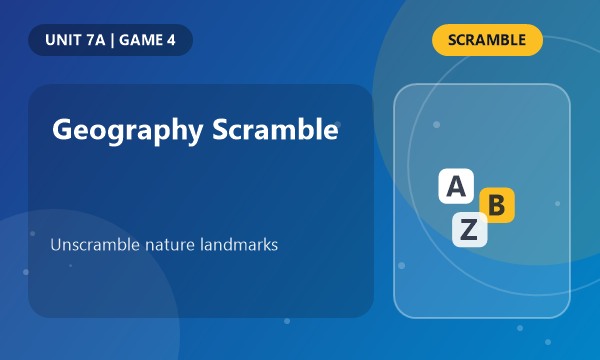 UNIT 7A | GAME 4
SCRAMBLE
Geography Scramble
Unscramble nature landmarks
A
B
Z